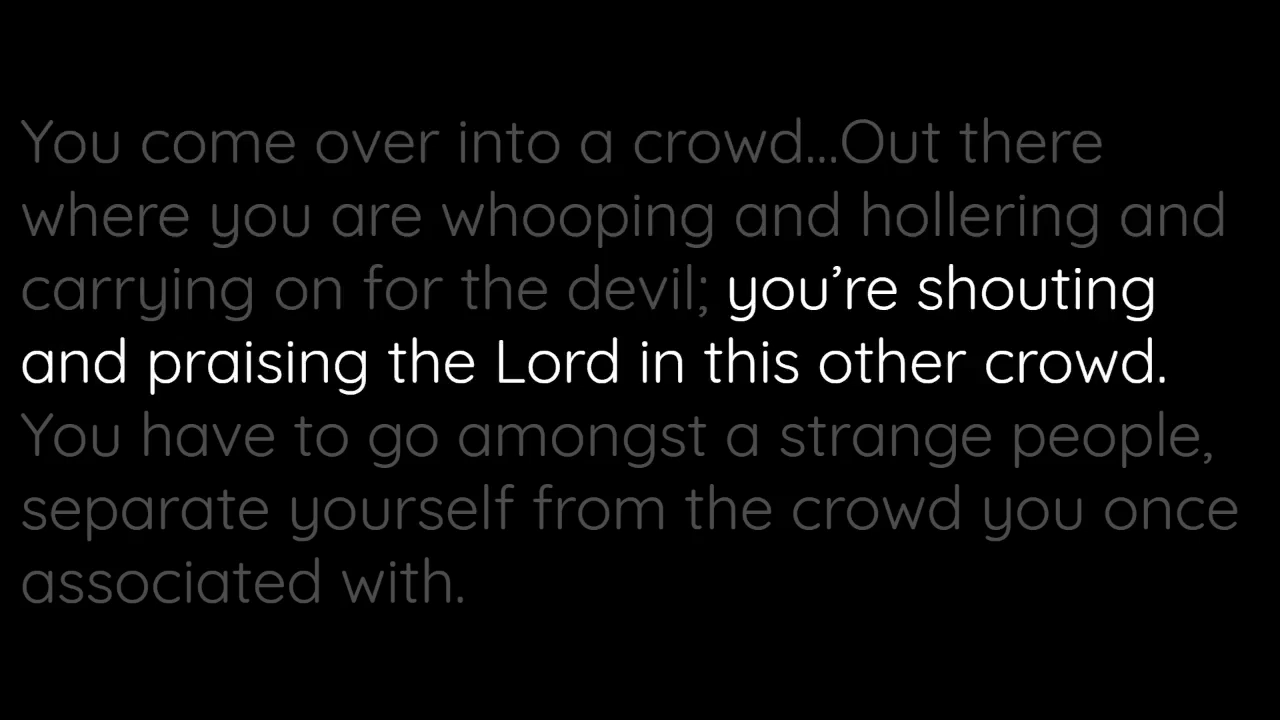 You come over into a crowd...Out there
where you are whooping and hollering and
carrying on for the devil; you’re shouting
and praising the Lord in this other crowd.
You have to go amongst a strange people,
separate yourself from the crowd you once
associated with.